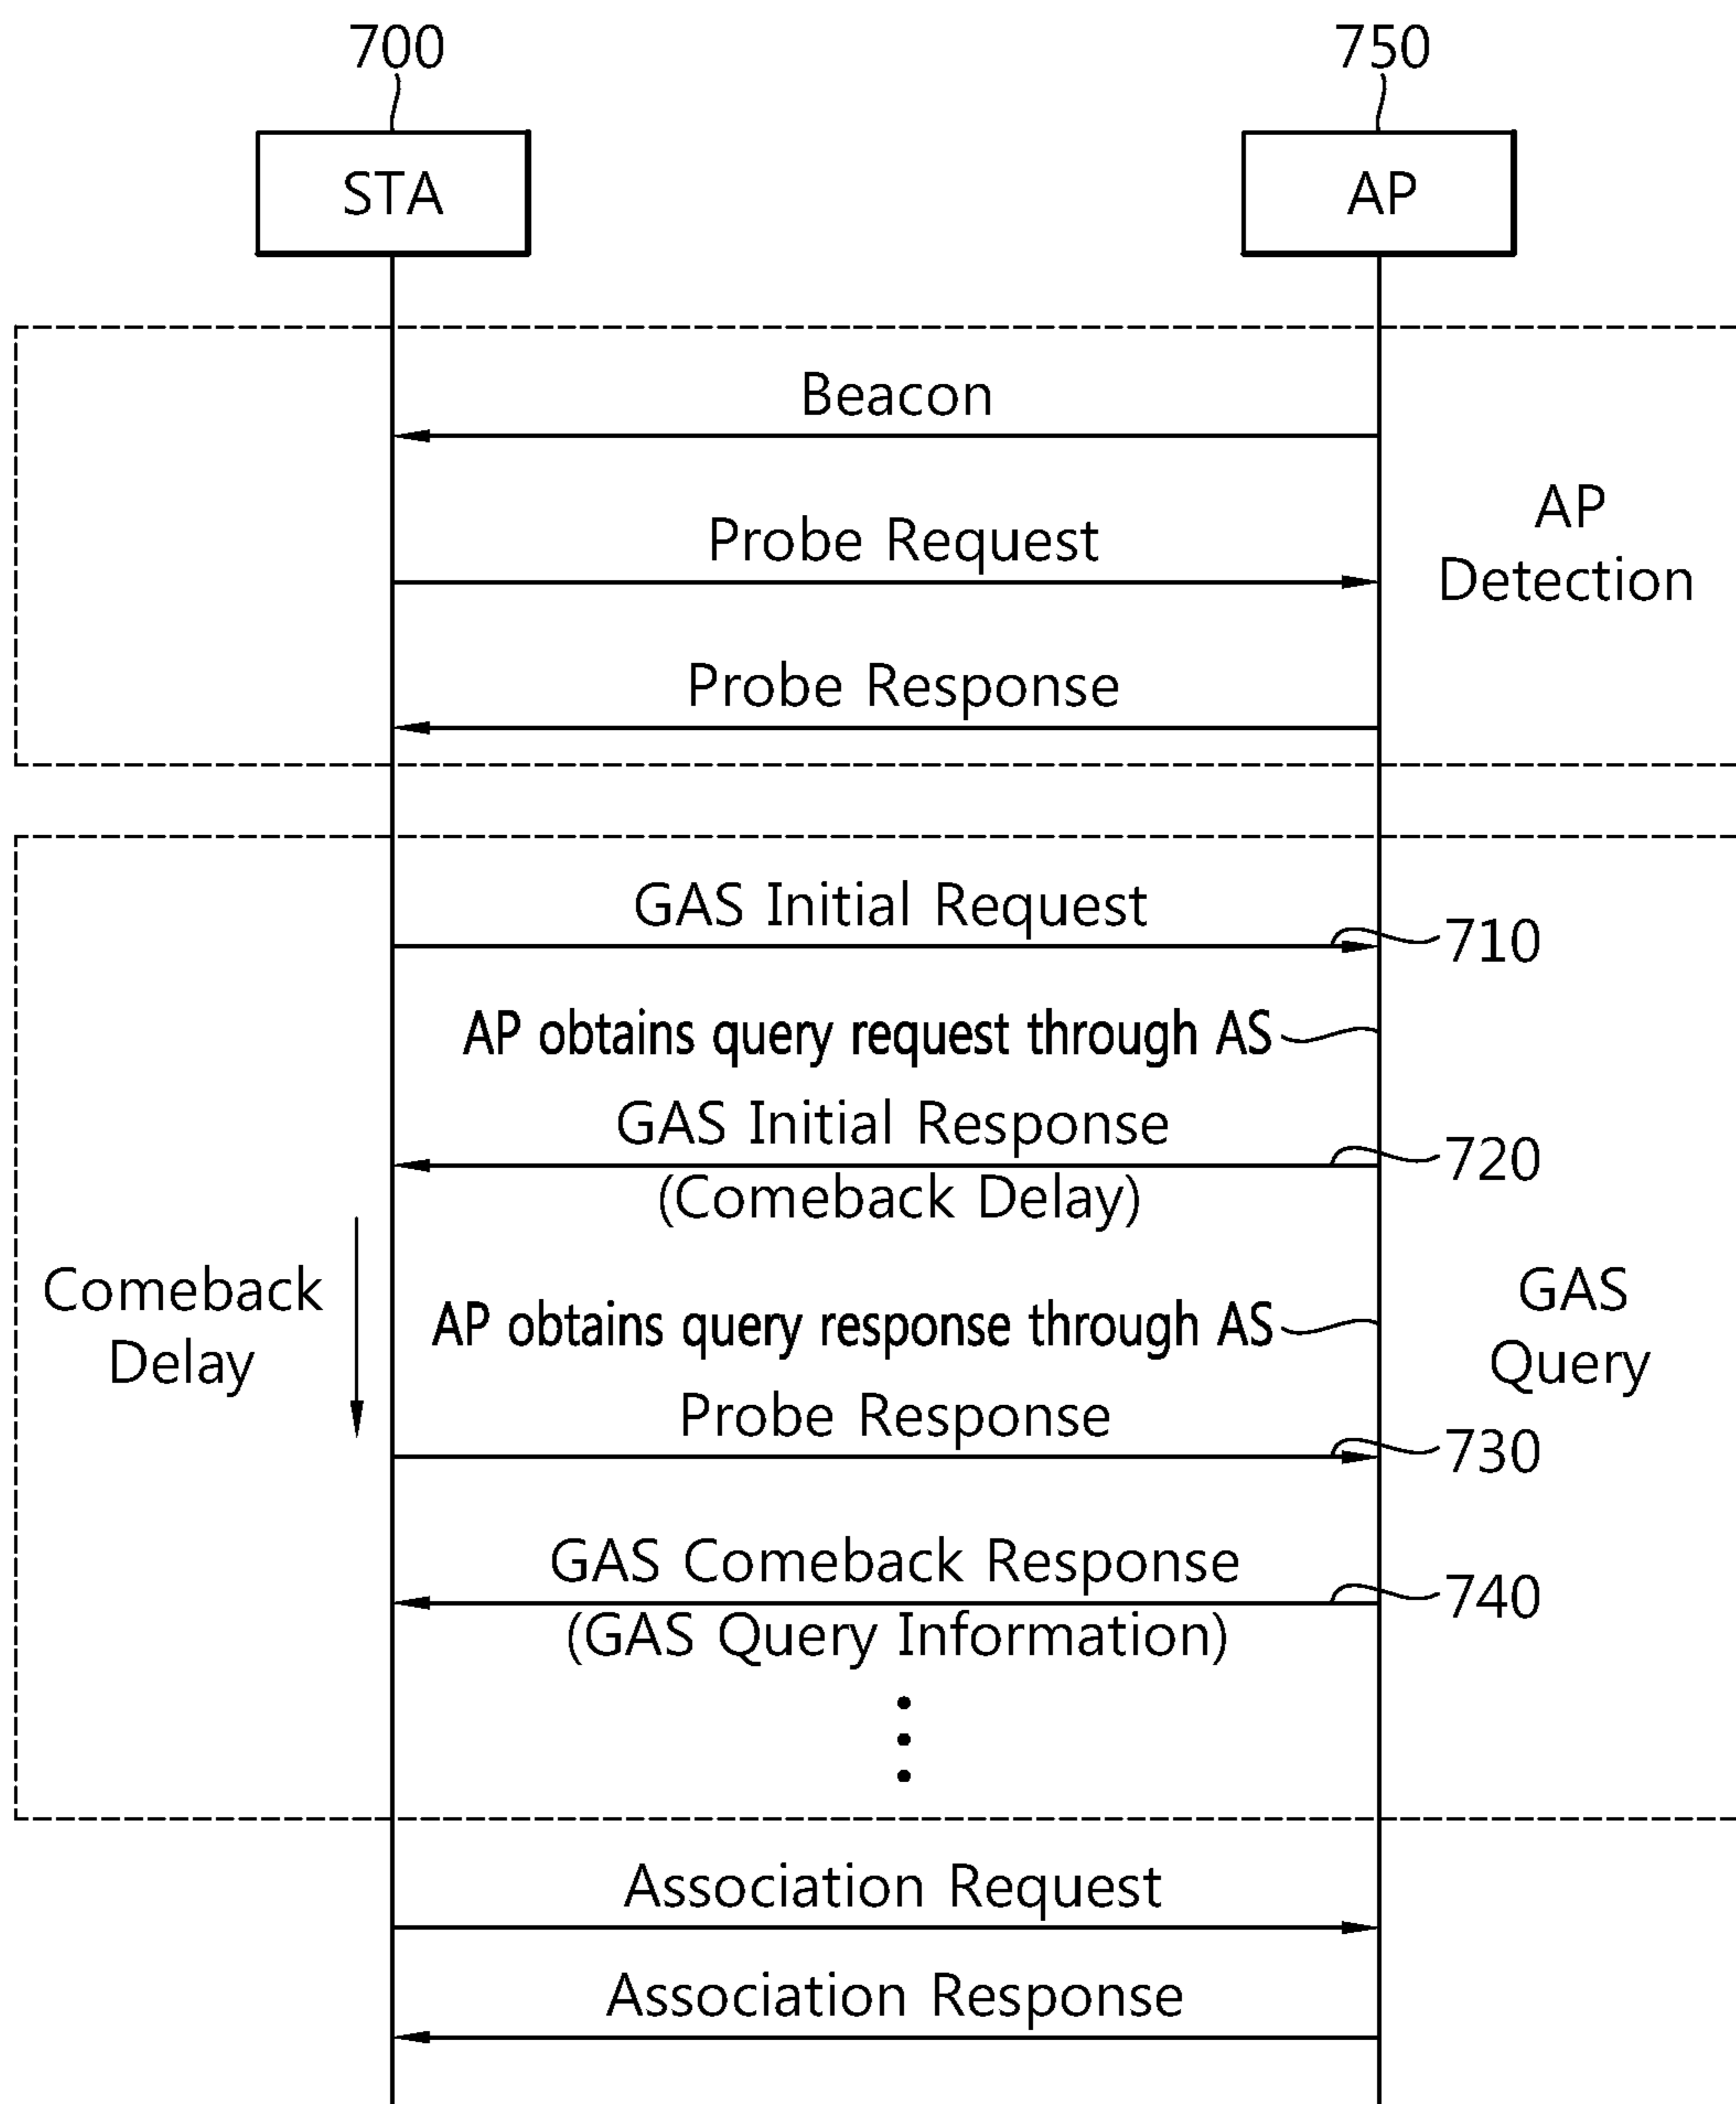 700
750
STA
AP
Beacon
Probe Request
AP
Detection
Probe Response
GAS Initial Request
710
AP obtains query request through AS
GAS Initial Response
720
(Comeback Delay)
Comeback
Delay
AP obtains query response through AS
GAS
Query
Probe Response
730
GAS Comeback Response
740
(GAS Query Information)
Association Request
Association Response